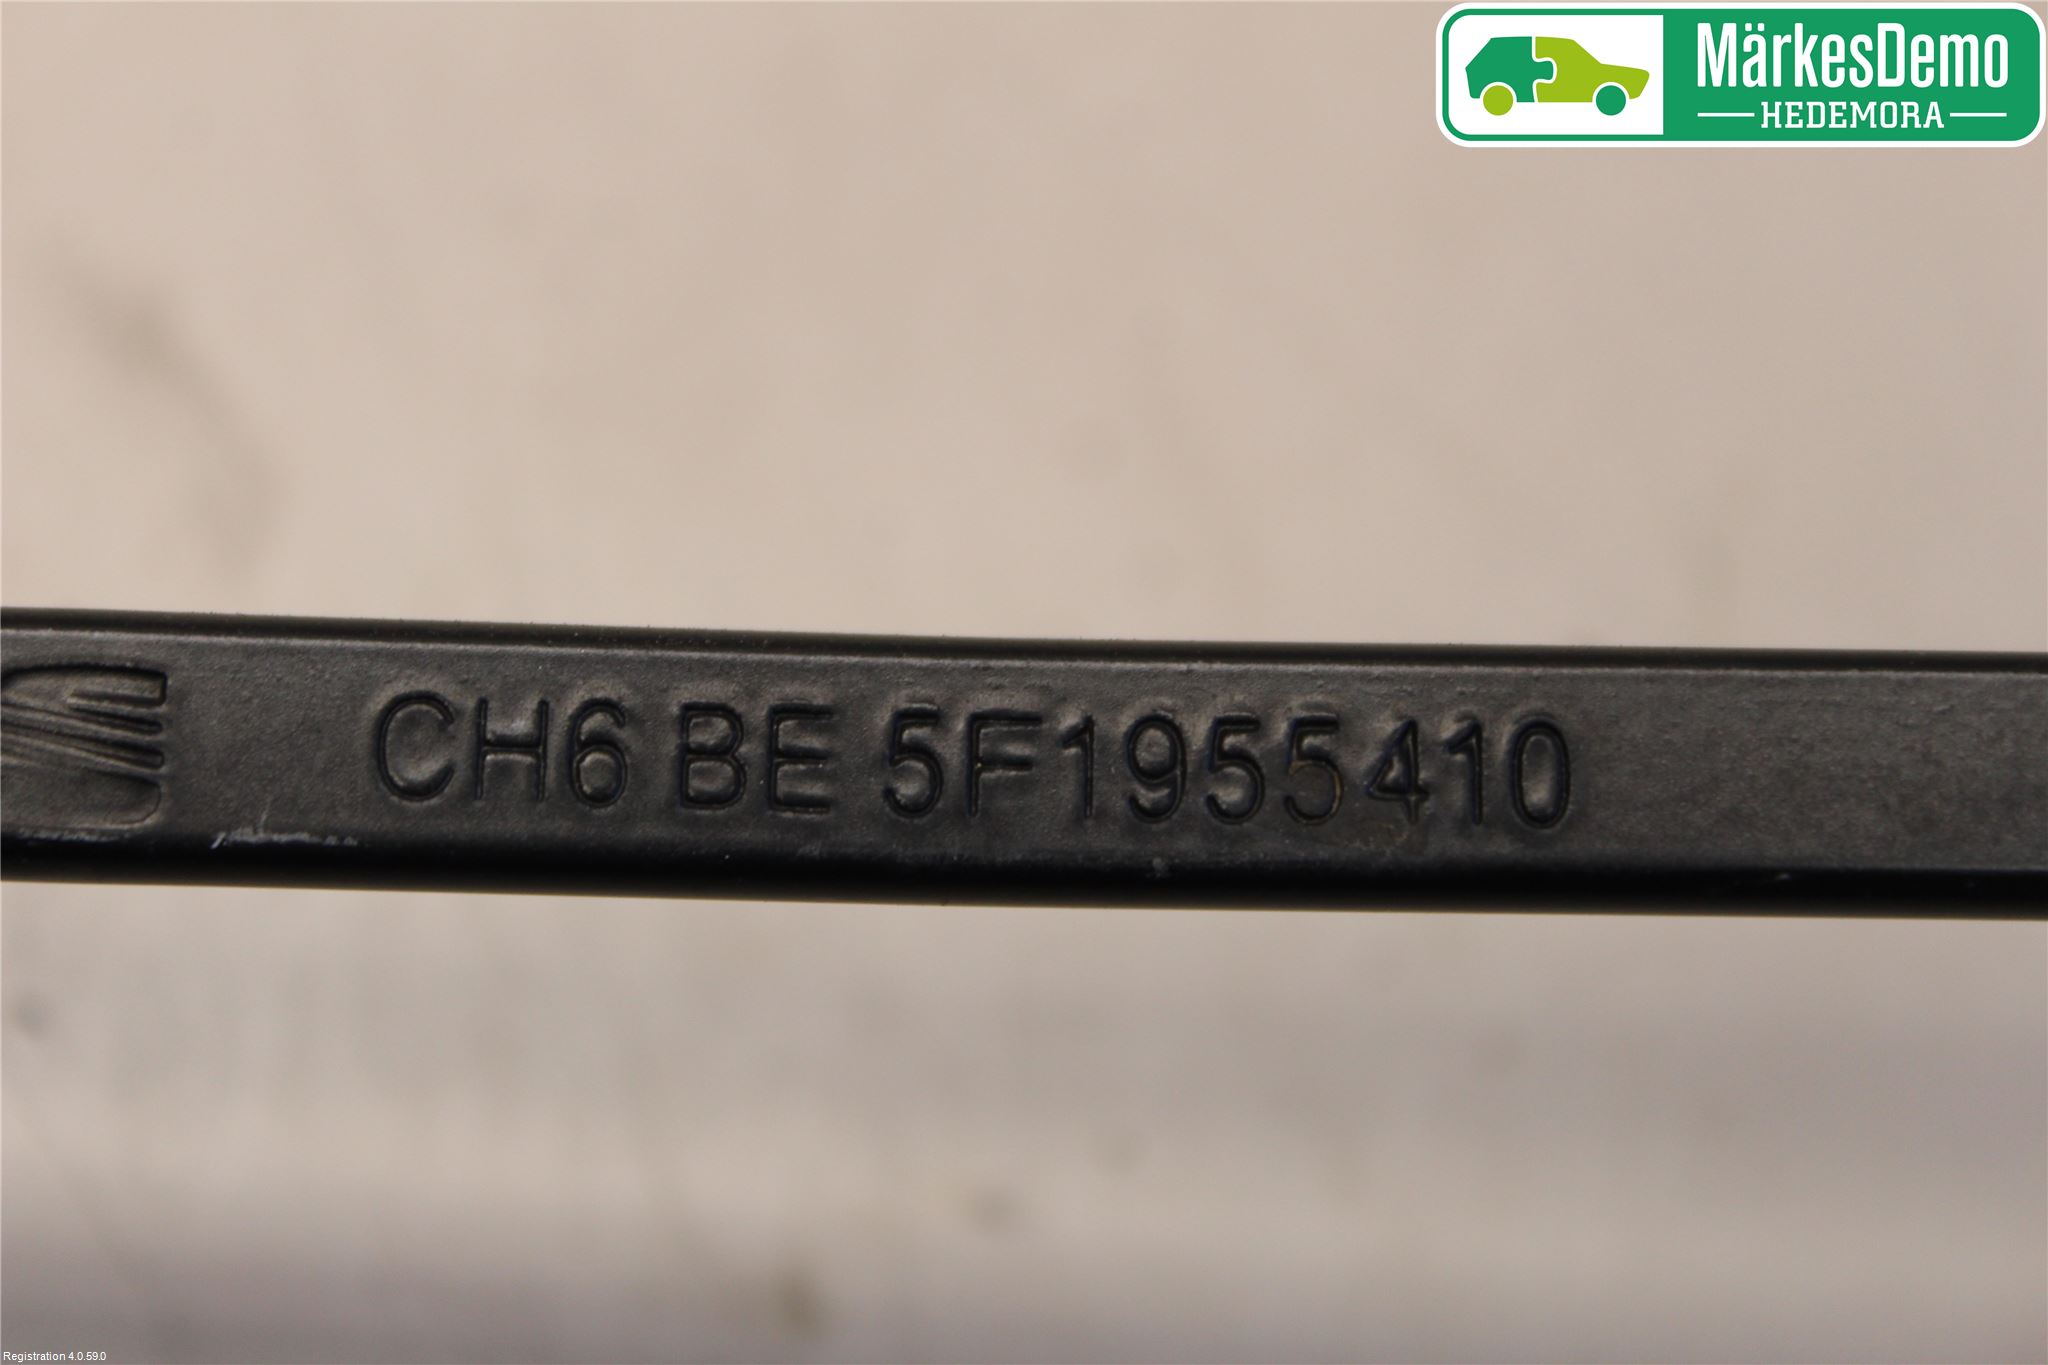 MärkesDemo
HEDEMORA
CH6 BE 5F1955410
Registration 4.0.59.0